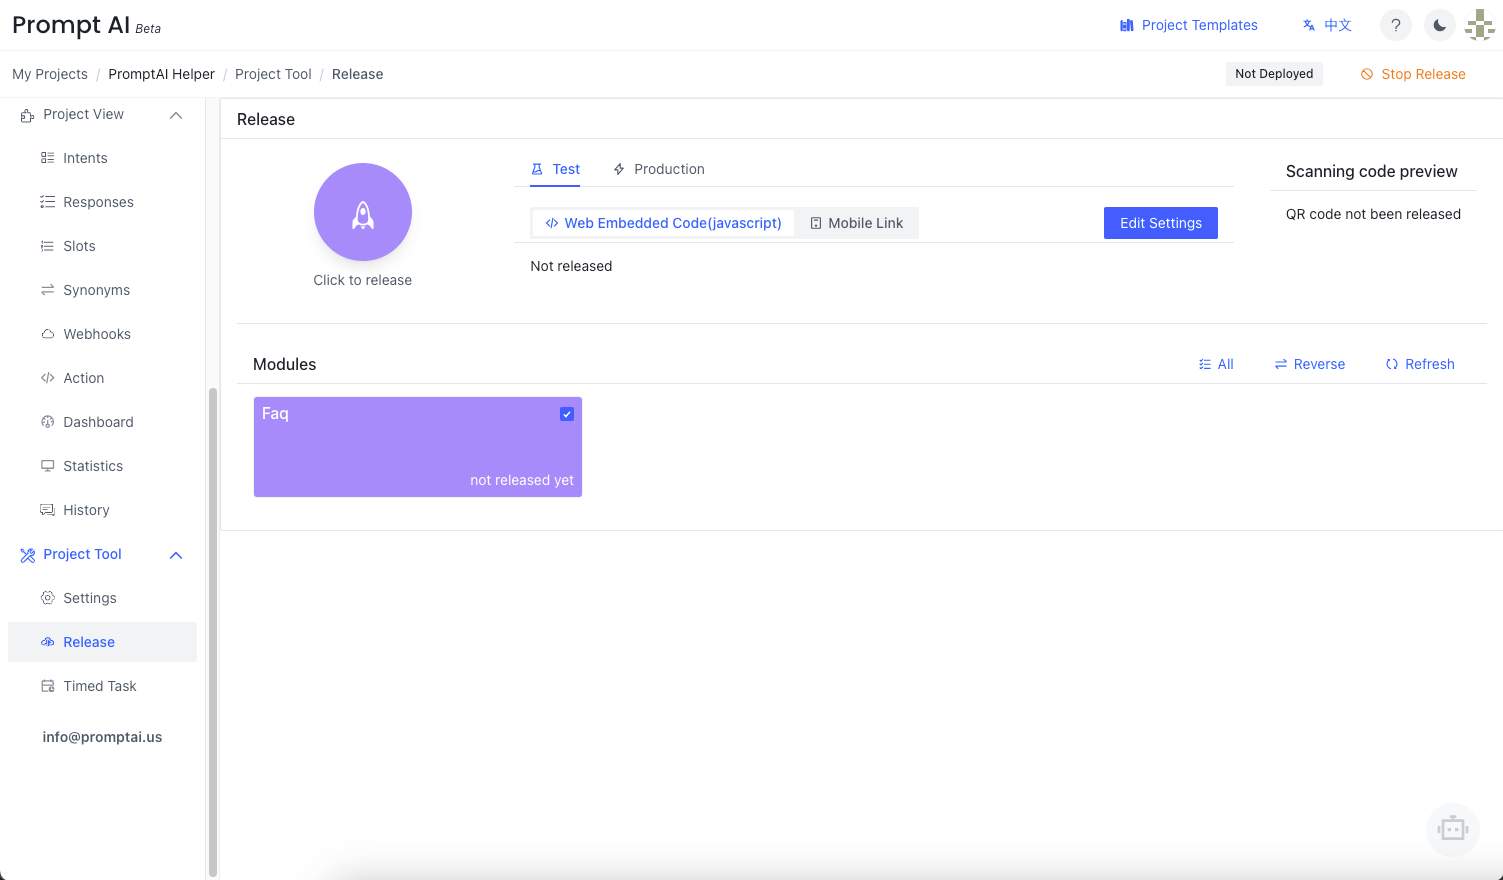 Prompt AI Beta
Project Templates
中文
?
My Projects / PromptAI Helper / Project Tool / Release
Not Deployed
Stop Release
Project View
Intents
Responses
Slots
Synonyms
Webhooks
Action
Dashboard
Statistics
History
Project Tool
Settings
Release
Timed Task
info@promptai.us
Release
Click to release
Test
Production
Web Embedded Code(javascript)
Mobile Link
Edit Settings
Not released
Scanning code preview
QR code not been released
Modules
All
Reverse
Refresh
Faq
not released yet